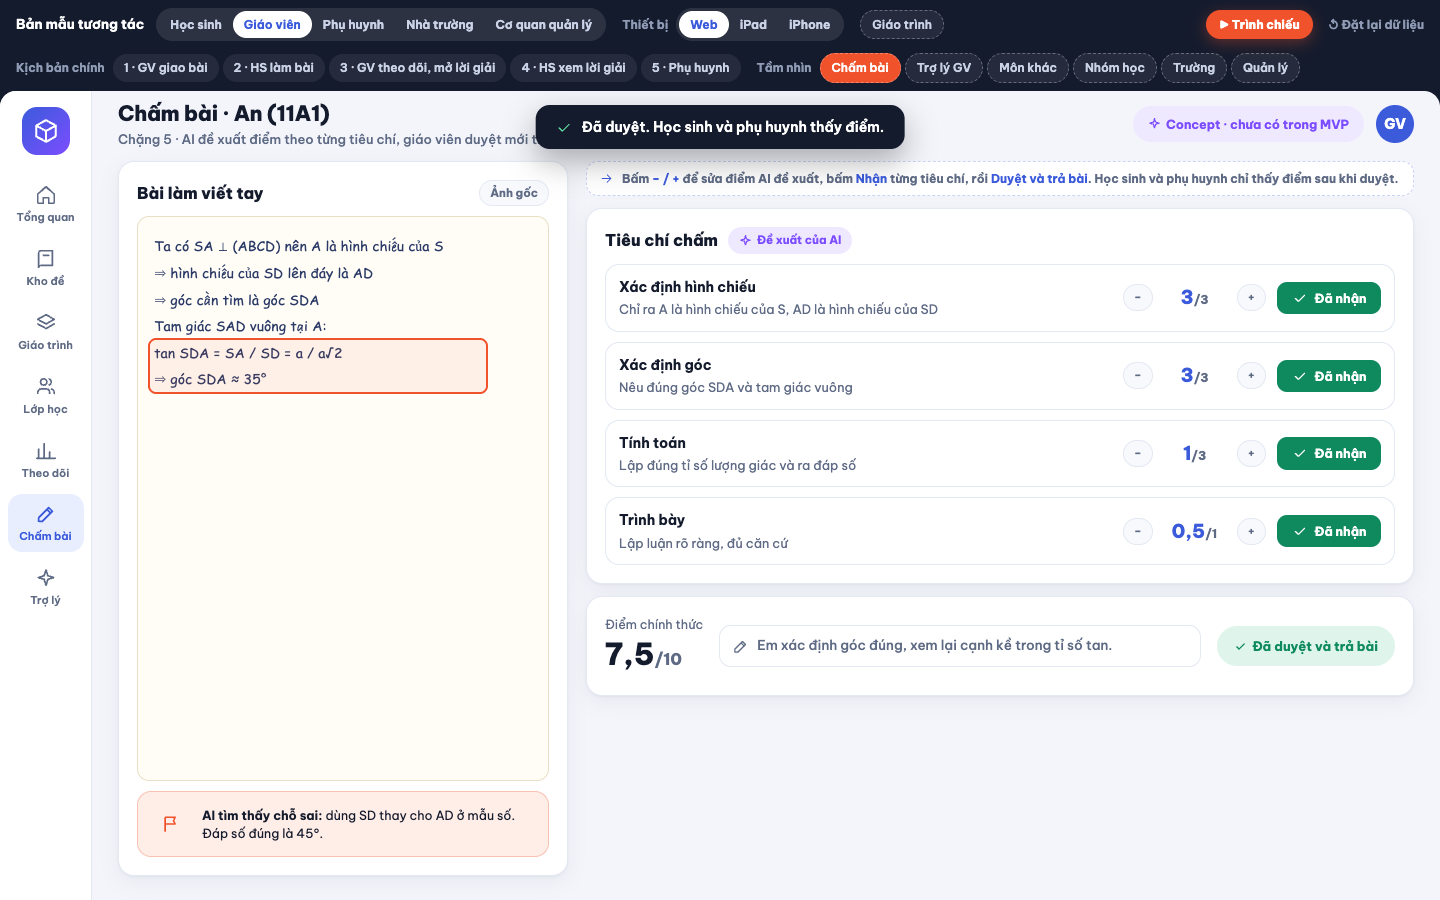 Bản mẫu tương tác
Học sinh
Giáo viên
Phụ huynh
Nhà trường
Cơ quan quản lý
Thiết bị
Web
iPad
iPhone
Giáo trình
Trình chiếu
Đặt lại dữ liệu
Kịch bản chính
1 · GV giao bài
2 · HS làm bài
3 · GV theo dõi, mở lời giải
4 · HS xem lời giải
5 · Phụ huynh
Tầm nhìn
Chấm bài
Trợ lý GV
Môn khác
Nhóm học
Trường
Quản lý
Tổng quan
Kho đề
Giáo trình
Lớp học
Theo dõi
Chấm bài
Trợ lý
Chấm bài · An (11A1)
Chặng 5 · AI đề xuất điểm theo từng tiêu chí, giáo viên duyệt mới
Đã duyệt. Học sinh và phụ huynh thấy điểm.
Concept · chưa có trong MVP
GV
Bài làm viết tay
Ảnh gốc
Ta có SA ⊥ (ABCD) nên A là hình chiếu của S
⇒ hình chiếu của SD lên đáy là AD
⇒ góc cần tìm là góc SDA
Tam giác SAD vuông tại A:
tan SDA = SA / SD = a / a√2
⇒ góc SDA ≈ 35°
AI tìm thấy chỗ sai: dùng SD thay cho AD ở mẫu số.
Đáp số đúng là 45°.
→ Bấm − / + để sửa điểm AI đề xuất, bấm Nhận từng tiêu chí, rồi Duyệt và trả bài. Học sinh và phụ huynh chỉ thấy điểm sau khi duyệt.
Tiêu chí chấm
Đề xuất của AI
Xác định hình chiếu
Chỉ ra A là hình chiếu của S, AD là hình chiếu của SD
− 3/3 +
Đã nhận
Xác định góc
Nêu đúng góc SDA và tam giác vuông
− 3/3 +
Đã nhận
Tính toán
Lập đúng tỉ số lượng giác và ra đáp số
− 1/3 +
Đã nhận
Trình bày
Lập luận rõ ràng, đủ căn cứ
− 0,5/1 +
Đã nhận
Điểm chính thức
7,5/10
Em xác định góc đúng, xem lại cạnh kề trong tỉ số tan.
Đã duyệt và trả bài